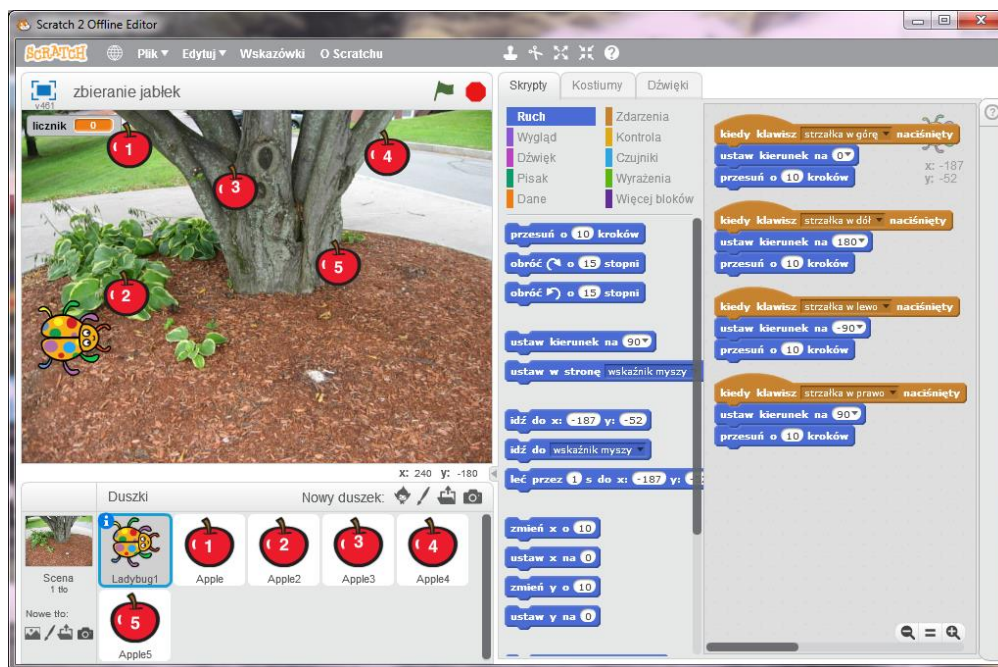 Scratch 2 Offline Editor
SCRATCH Plik Edytuj Wskazówki O Scratchu
v461 zbieranie jabłek
licznik 0
1
4
3
5
2
x: 240 y: -180
Duszki Nowy duszek:
Scena
1 tło
Nowe tło:
Ladybug1
1
Apple
2
Apple2
3
Apple3
4
Apple4
5
Apple5
Skrypty Kostiumy Dźwięki
Ruch Zdarzenia
Wygląd Kontrola
Dźwięk Czujniki
Pisak Wyrażenia
Dane Więcej bloków
przesuń o 10 kroków
obróć o 15 stopni
obróć o 15 stopni
ustaw kierunek na 90
ustaw w stronę wskaźnik myszy
idź do x: -187 y: -52
idź do wskaźnik myszy
leć przez 1 s do x: -187 y:
zmień x o 10
ustaw x na 0
zmień y o 10
ustaw y na 0
x: -187
y: -52
kiedy klawisz strzałka w górę naciśnięty
ustaw kierunek na 0
przesuń o 10 kroków
kiedy klawisz strzałka w dół naciśnięty
ustaw kierunek na 180
przesuń o 10 kroków
kiedy klawisz strzałka w lewo naciśnięty
ustaw kierunek na -90
przesuń o 10 kroków
kiedy klawisz strzałka w prawo naciśnięty
ustaw kierunek na 90
przesuń o 10 kroków